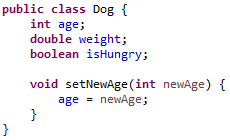 public class Dog {
    int age;
    double weight;
    boolean isHungry;

    void setNewAge(int newAge) {
        age = newAge;
    }
}